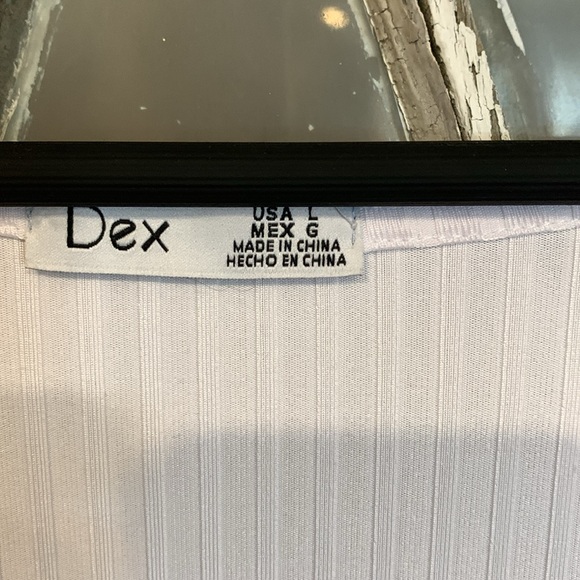 Dex
USA L
MEX G
MADE IN CHINA
HECHO EN CHINA